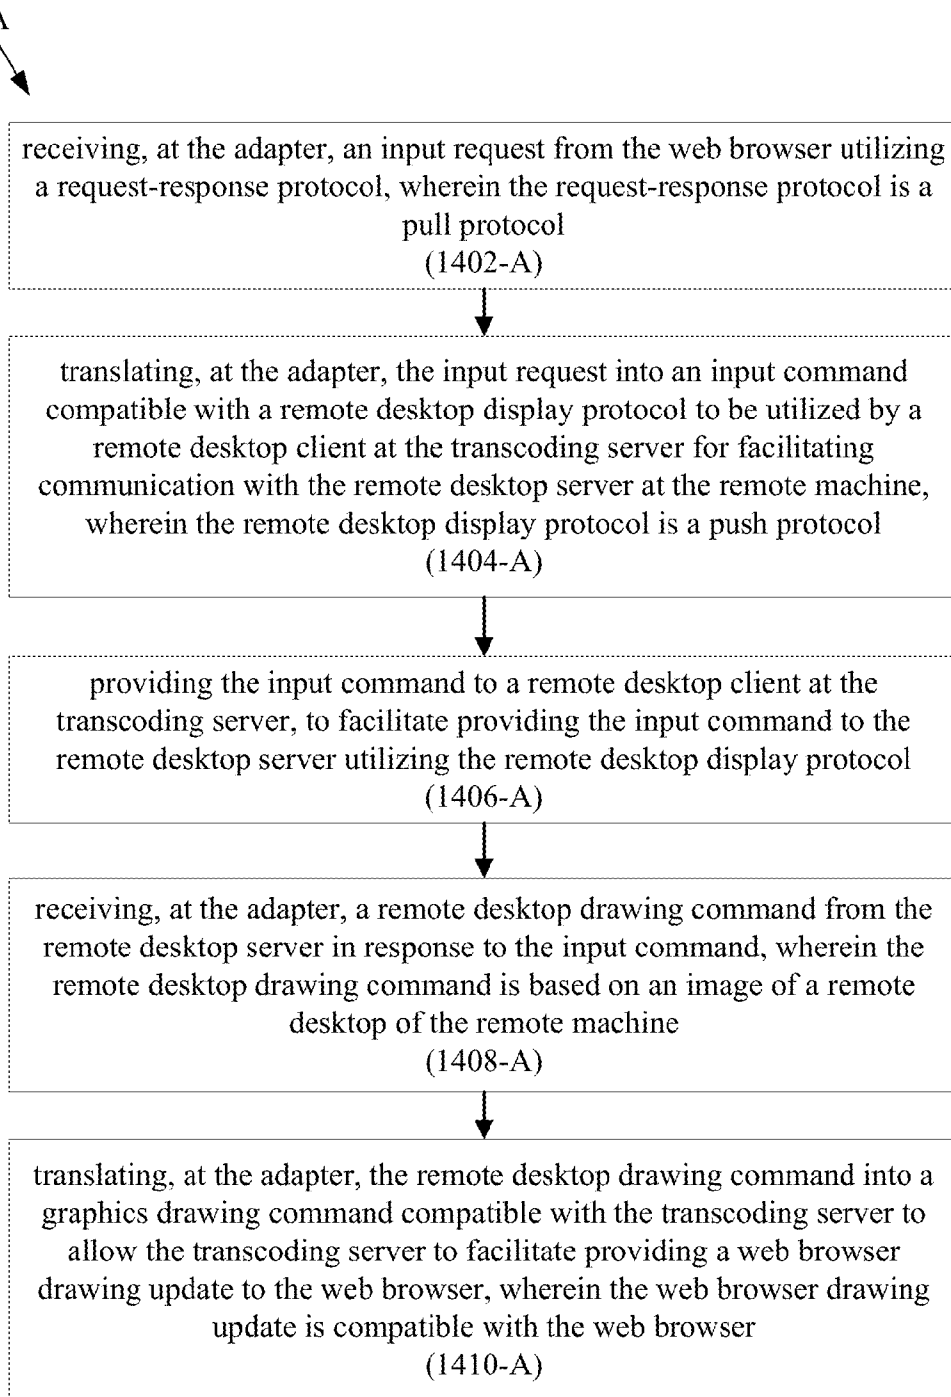 A
receiving, at the adapter, an input request from the web browser utilizing
a request-response protocol, wherein the request-response protocol is a
pull protocol
(1402-A)
translating, at the adapter, the input request into an input command
compatible with a remote desktop display protocol to be utilized by a
remote desktop client at the transcoding server for facilitating
communication with the remote desktop server at the remote machine,
wherein the remote desktop display protocol is a push protocol
(1404-A)
providing the input command to a remote desktop client at the
transcoding server, to facilitate providing the input command to the
remote desktop server utilizing the remote desktop display protocol
(1406-A)
receiving, at the adapter, a remote desktop drawing command from the
remote desktop server in response to the input command, wherein the
remote desktop drawing command is based on an image of a remote
desktop of the remote machine
(1408-A)
translating, at the adapter, the remote desktop drawing command into a
graphics drawing command compatible with the transcoding server to
allow the transcoding server to facilitate providing a web browser
drawing update to the web browser, wherein the web browser drawing
update is compatible with the web browser
(1410-A)